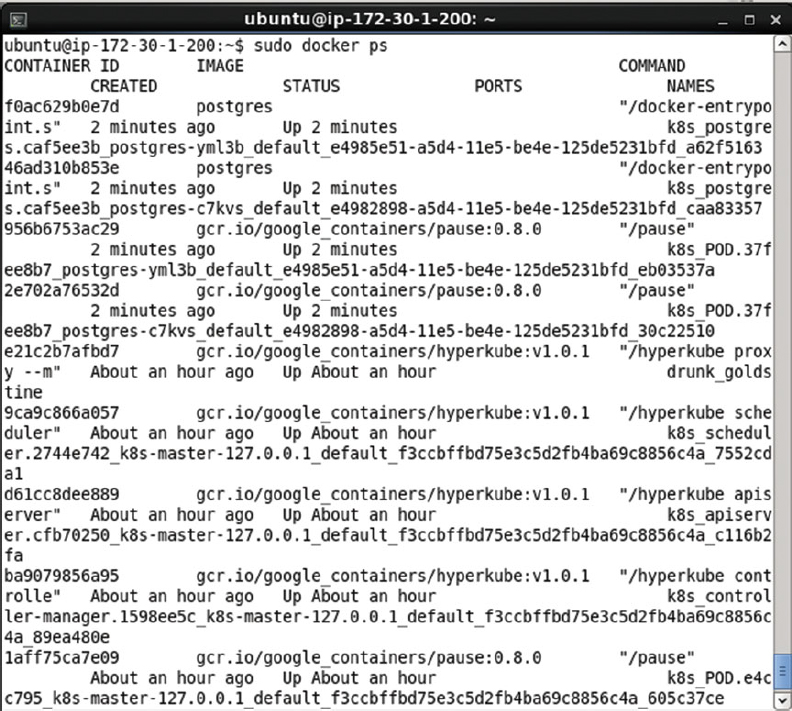 ubuntu@ip-172-30-1-200: ~
ubuntu@ip-172-30-1-200:~$ sudo docker ps
CONTAINER ID        IMAGE                                       COMMAND
         CREATED             STATUS              PORTS               NAMES
f0ac629b0e7d        postgres                                    "/docker-entrypo
int.s"   2 minutes ago       Up 2 minutes                            k8s_postgre
s.caf5ee3b_postgres-yml3b_default_e4985e51-a5d4-11e5-be4e-125de5231bfd_a62f5163
46ad310b853e        postgres                                    "/docker-entrypo
int.s"   2 minutes ago       Up 2 minutes                            k8s_postgre
s.caf5ee3b_postgres-c7kvs_default_e4982898-a5d4-11e5-be4e-125de5231bfd_caa83357
956b6753ac29        gcr.io/google_containers/pause:0.8.0        "/pause"
         2 minutes ago       Up 2 minutes                            k8s_POD.37f
ee8b7_postgres-yml3b_default_e4985e51-a5d4-11e5-be4e-125de5231bfd_eb03537a
2e702a76532d        gcr.io/google_containers/pause:0.8.0        "/pause"
         2 minutes ago       Up 2 minutes                            k8s_POD.37f
ee8b7_postgres-c7kvs_default_e4982898-a5d4-11e5-be4e-125de5231bfd_30c22510
e21c2b7afbd7        gcr.io/google_containers/hyperkube:v1.0.1   "/hyperkube prox
y --m"   About an hour ago   Up About an hour                        drunk_golds
tine
9ca9c866a057        gcr.io/google_containers/hyperkube:v1.0.1   "/hyperkube sche
duler"   About an hour ago   Up About an hour                        k8s_schedul
er.2744e742_k8s-master-127.0.0.1_default_f3ccbffbd75e3c5d2fb4ba69c8856c4a_7552cd
a1
d61cc8dee889        gcr.io/google_containers/hyperkube:v1.0.1   "/hyperkube apis
erver"   About an hour ago   Up About an hour                        k8s_apiserv
er.cfb70250_k8s-master-127.0.0.1_default_f3ccbffbd75e3c5d2fb4ba69c8856c4a_c116b2
fa
ba9079856a95        gcr.io/google_containers/hyperkube:v1.0.1   "/hyperkube cont
rolle"   About an hour ago   Up About an hour                        k8s_control
ler-manager.1598ee5c_k8s-master-127.0.0.1_default_f3ccbffbd75e3c5d2fb4ba69c8856c
4a_89ea480e
1aff75ca7e09        gcr.io/google_containers/pause:0.8.0        "/pause"
         About an hour ago   Up About an hour                        k8s_POD.e4c
c795_k8s-master-127.0.0.1_default_f3ccbffbd75e3c5d2fb4ba69c8856c4a_605c37ce